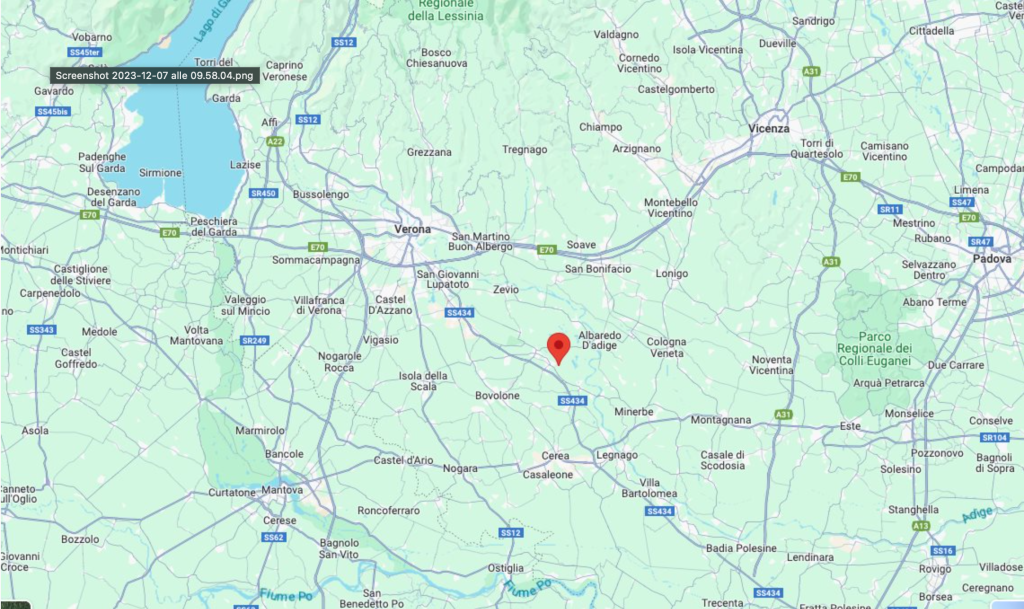 Regionale
della Lessinia
Lago di Ga
Sandrigo
Caste
Ve
Cittadella
Vobarno
SS45ter
SS12
Valdagno
Isola Vicentina
Dueville
Bosco
Chiesanuova
Torri del
Caprino
Veronese
Cornedo
Vicentino
A31
Screenshot 2023-12-07 alle 09.58.04.png
Gavardo
Garda
Castelgomberto
SS45bis
Affi
SS12
A22
Chiampo
Vicenza
Padenghe
Sul Garda
Sirmione
Lazise
Grezzana
Tregnago
Arzignano
Torri di
Quartesolo
Camisano
Vicentino
E70
Campodar
Desenzano
del Garda
SR450
Bussolengo
Limena
SS47
E70
E70
Peschiera
del Garda
Montebello
Vicentino
SR11
E70
Mestrino
Rubano
SR47
Verona
San Martino
Buon Albergo
E70
Soave
Montichiari
E70
Sommacampagna
San Bonifacio
Lonigo
A31
Selvazzano
Dentro
Padova
Castiglione
delle Stiviere
Carpenedolo
San Giovanni
Lupatoto
Zevio
Abano Terme
no
Valeggio
sul Mincio
Villafranca
di Verona
Castel
D'Azzano
SS434
SS343
Medole
Volta
Mantovana
SR249
Vigasio
Albaredo
D'adige
Cologna
Veneta
Parco
Regionale dei
Colli Euganei
Castel
Goffredo
Nogarole
Rocca
Noventa
Vicentina
Due Carrare
Isola della
Scala
Arquà Petrarca
Bovolone
SS434
Minerbe
Montagnana
A31
Monselice
Este
Conselve
Asola
Marmirolo
SR104
Bancole
Castel d'Ario
Nogara
Cerea
Legnago
Casale di
Scodosia
Pozzonovo
Bagnoli
di Sopra
Solesino
Casaleone
Canneto
ull'Oglio
Curtatone
Mantova
Villa
Bartolomea
Roncoferraro
SS434
Stanghella
Adige
Cerese
SS62
SS12
A13
Bozzolo
Bagnolo
San Vito
Badia Polesine
Lendinara
SS16
Giovanni
Croce
Ostiglia
Rovigo
Villadose
Fiume Po
San
Benedetto Po
Fiume Po
SS434
Ceregnano
Borsea
Trecenta
Fratta Polesine